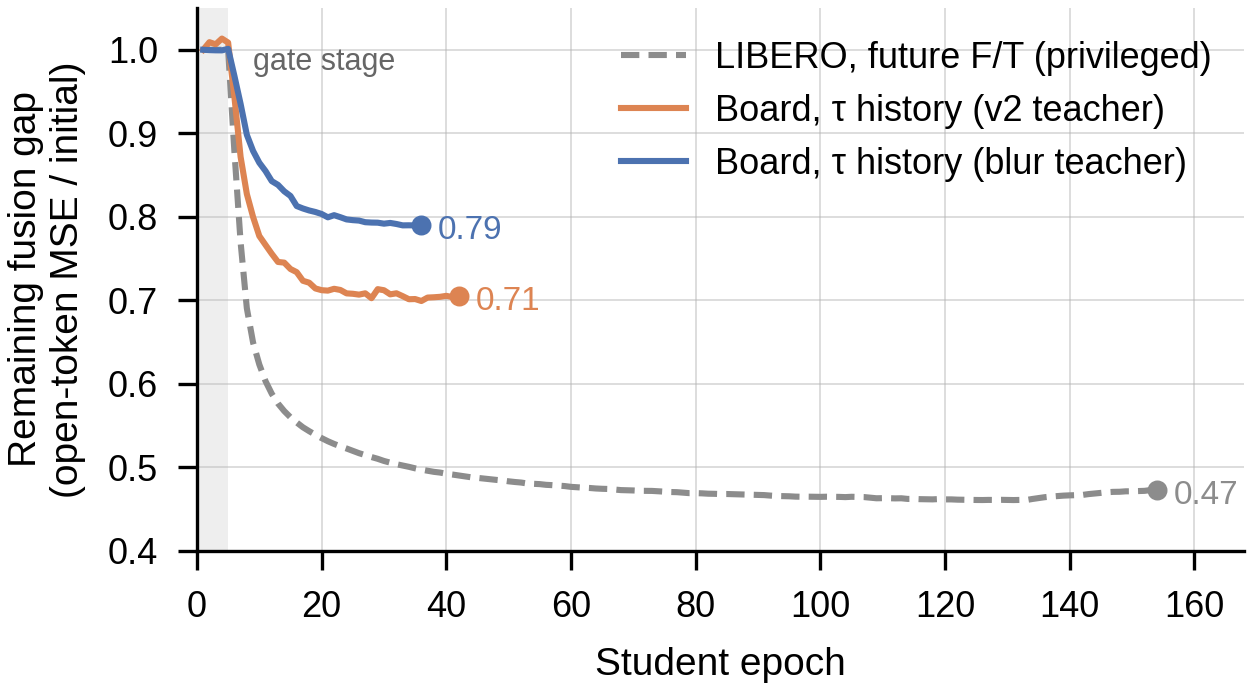 Remaining fusion gap
(open-token MSE / initial)
1.0
0.9
0.8
0.7
0.6
0.5
0.4
gate stage
LIBERO, future F/T (privileged)
Board, τ history (v2 teacher)
Board, τ history (blur teacher)
0.79
0.71
0.47
0 20 40 60 80 100 120 140 160
Student epoch